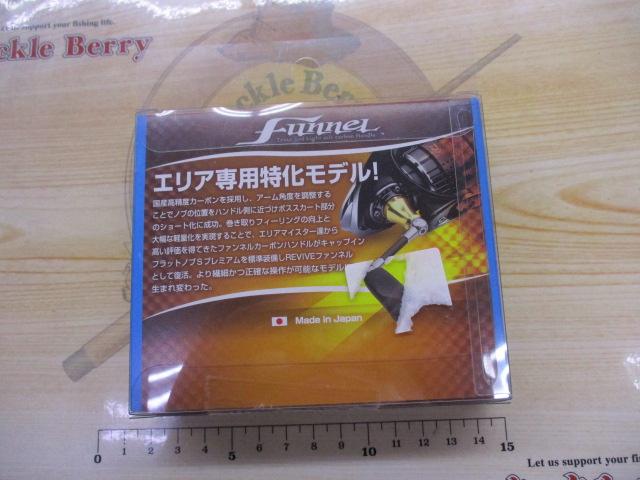 Let us support your fishing life.
ckle Berry
ckle Be
Funnel
エリア専用特化モデル!
国産高精度カーボンを採用し、アーム角度を調整する
ことでノブの位置をハンドル側に近づけボススカート部分
のショート化に成功。巻き取りフィーリングの向上と
大幅な軽量化を実現することで、エリアマイスター達から
高い評価を得てきたファンネルカーボンハンドルがキャップイン
フラットノブSプレミアムを標準装備しREVIVEファンネル
として復活。より繊細かつ正確な操作が可能なモデル
生まれ変わった。
Made in Japan
0 5 10 11 12 13 14 15
Let us support your fis